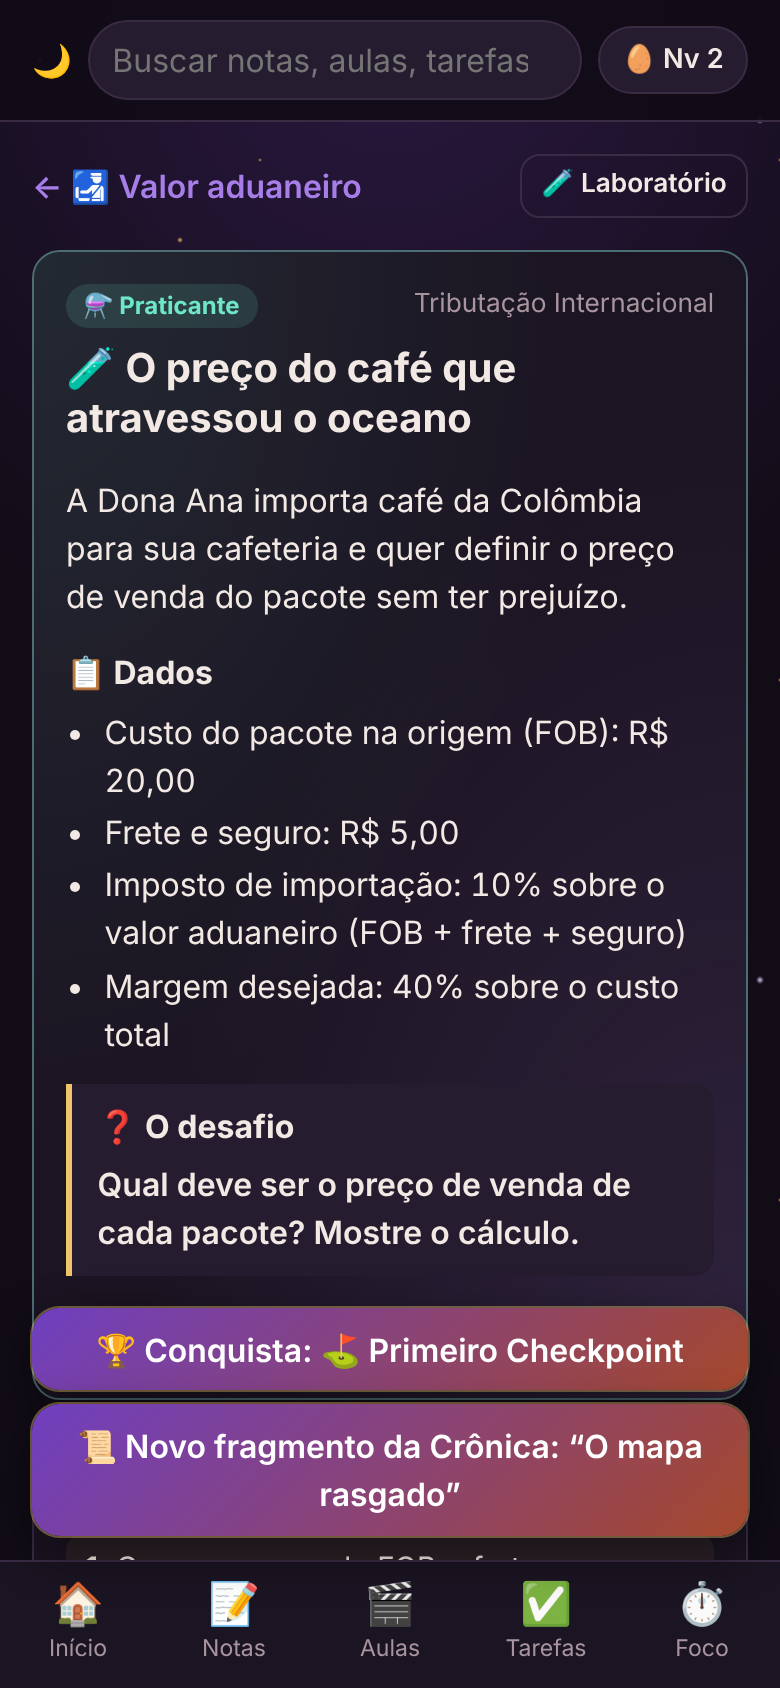 Buscar notas, aulas, tarefas
Nv 2
← Valor aduaneiro
Laboratório
Praticante
Tributação Internacional
O preço do café que
atravessou o oceano
A Dona Ana importa café da Colômbia
para sua cafeteria e quer definir o preço
de venda do pacote sem ter prejuízo.
Dados
• Custo do pacote na origem (FOB): R$
20,00
• Frete e seguro: R$ 5,00
• Imposto de importação: 10% sobre o
valor aduaneiro (FOB + frete + seguro)
• Margem desejada: 40% sobre o custo
total
❓ O desafio
Qual deve ser o preço de venda de
cada pacote? Mostre o cálculo.
Conquista: Primeiro Checkpoint
Novo fragmento da Crônica: “O mapa
rasgado”
Início
Notas
Aulas
Tarefas
Foco